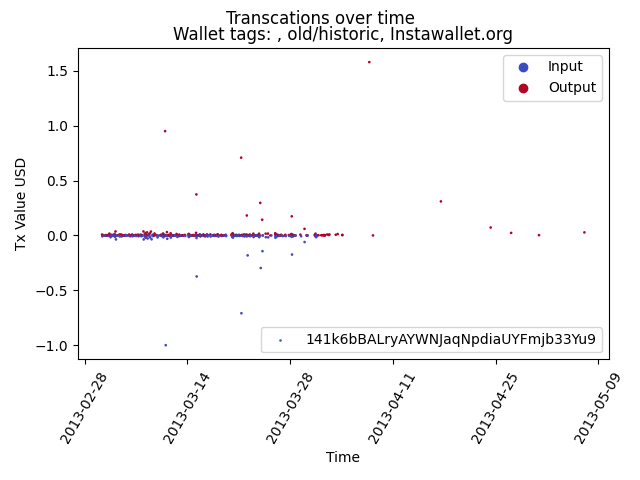 Transcations over time
Wallet tags: , old/historic, Instawallet.org
Input
Output
1.5
1.0
0.5
0.0
−0.5
−1.0
Tx Value USD
141k6bBALryAYWNJaqNpdiaUYFmjb33Yu9
2013-02-28
2013-03-14
2013-03-28
2013-04-11
2013-04-25
2013-05-09
Time